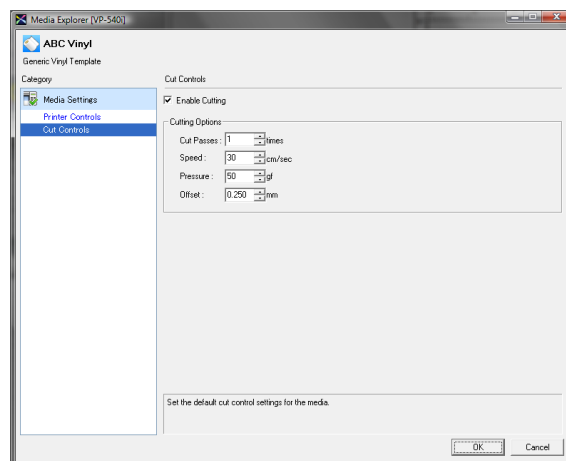 Media Explorer [VP-540i]
ABC Vinyl
Generic Vinyl Template
Category
Cut Controls
Media Settings
Printer Controls
Cut Controls
Enable Cutting
Cutting Options
Cut Passes : 1 times
Speed : 30 cm/sec
Pressure : 50 gf
Offset : 0.250 mm
Set the default cut control settings for the media.
OK
Cancel